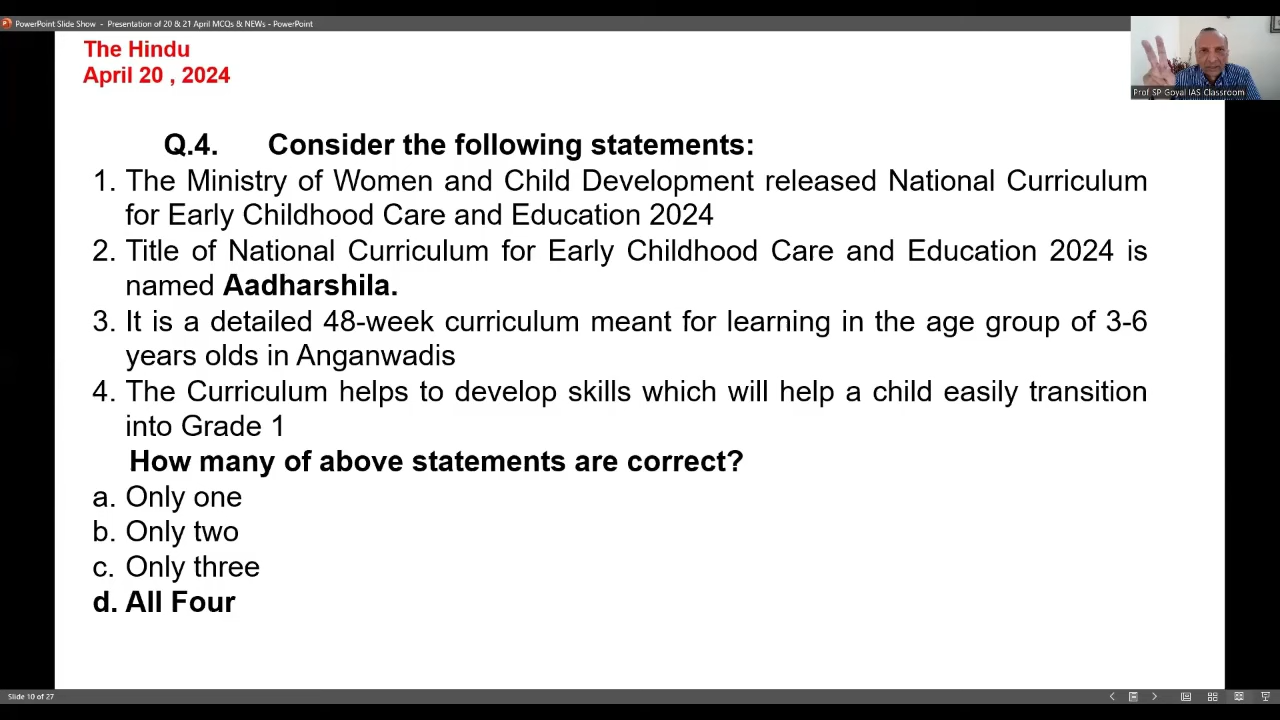 PowerPoint Slide Show - Presentation of 20 & 21 April MCQs & NEWs - PowerPoint
The Hindu
April 20 , 2024
Prof SP Goyal IAS Classroom
Q.4. Consider the following statements:
1. The Ministry of Women and Child Development released National Curriculum
for Early Childhood Care and Education 2024
2. Title of National Curriculum for Early Childhood Care and Education 2024 is
named Aadharshila.
3. It is a detailed 48-week curriculum meant for learning in the age group of 3-6
years olds in Anganwadis
4. The Curriculum helps to develop skills which will help a child easily transition
into Grade 1
How many of above statements are correct?
a. Only one
b. Only two
c. Only three
d. All Four
Slide 10 of 27